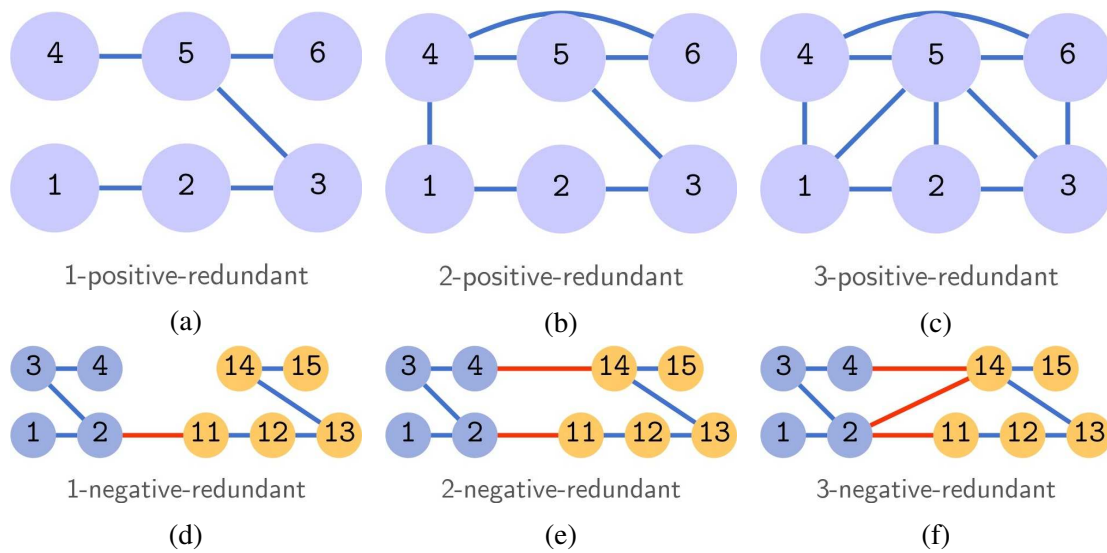 4 5 6 4 5 6 4 5 6
1 2 3 1 2 3 1 2 3
1-positive-redundant 2-positive-redundant 3-positive-redundant
(a) (b) (c)
3 4 14 15 3 4 14 15 3 4 14 15
1 2 11 12 13 1 2 11 12 13 1 2 11 12 13
1-negative-redundant 2-negative-redundant 3-negative-redundant
(d) (e) (f)